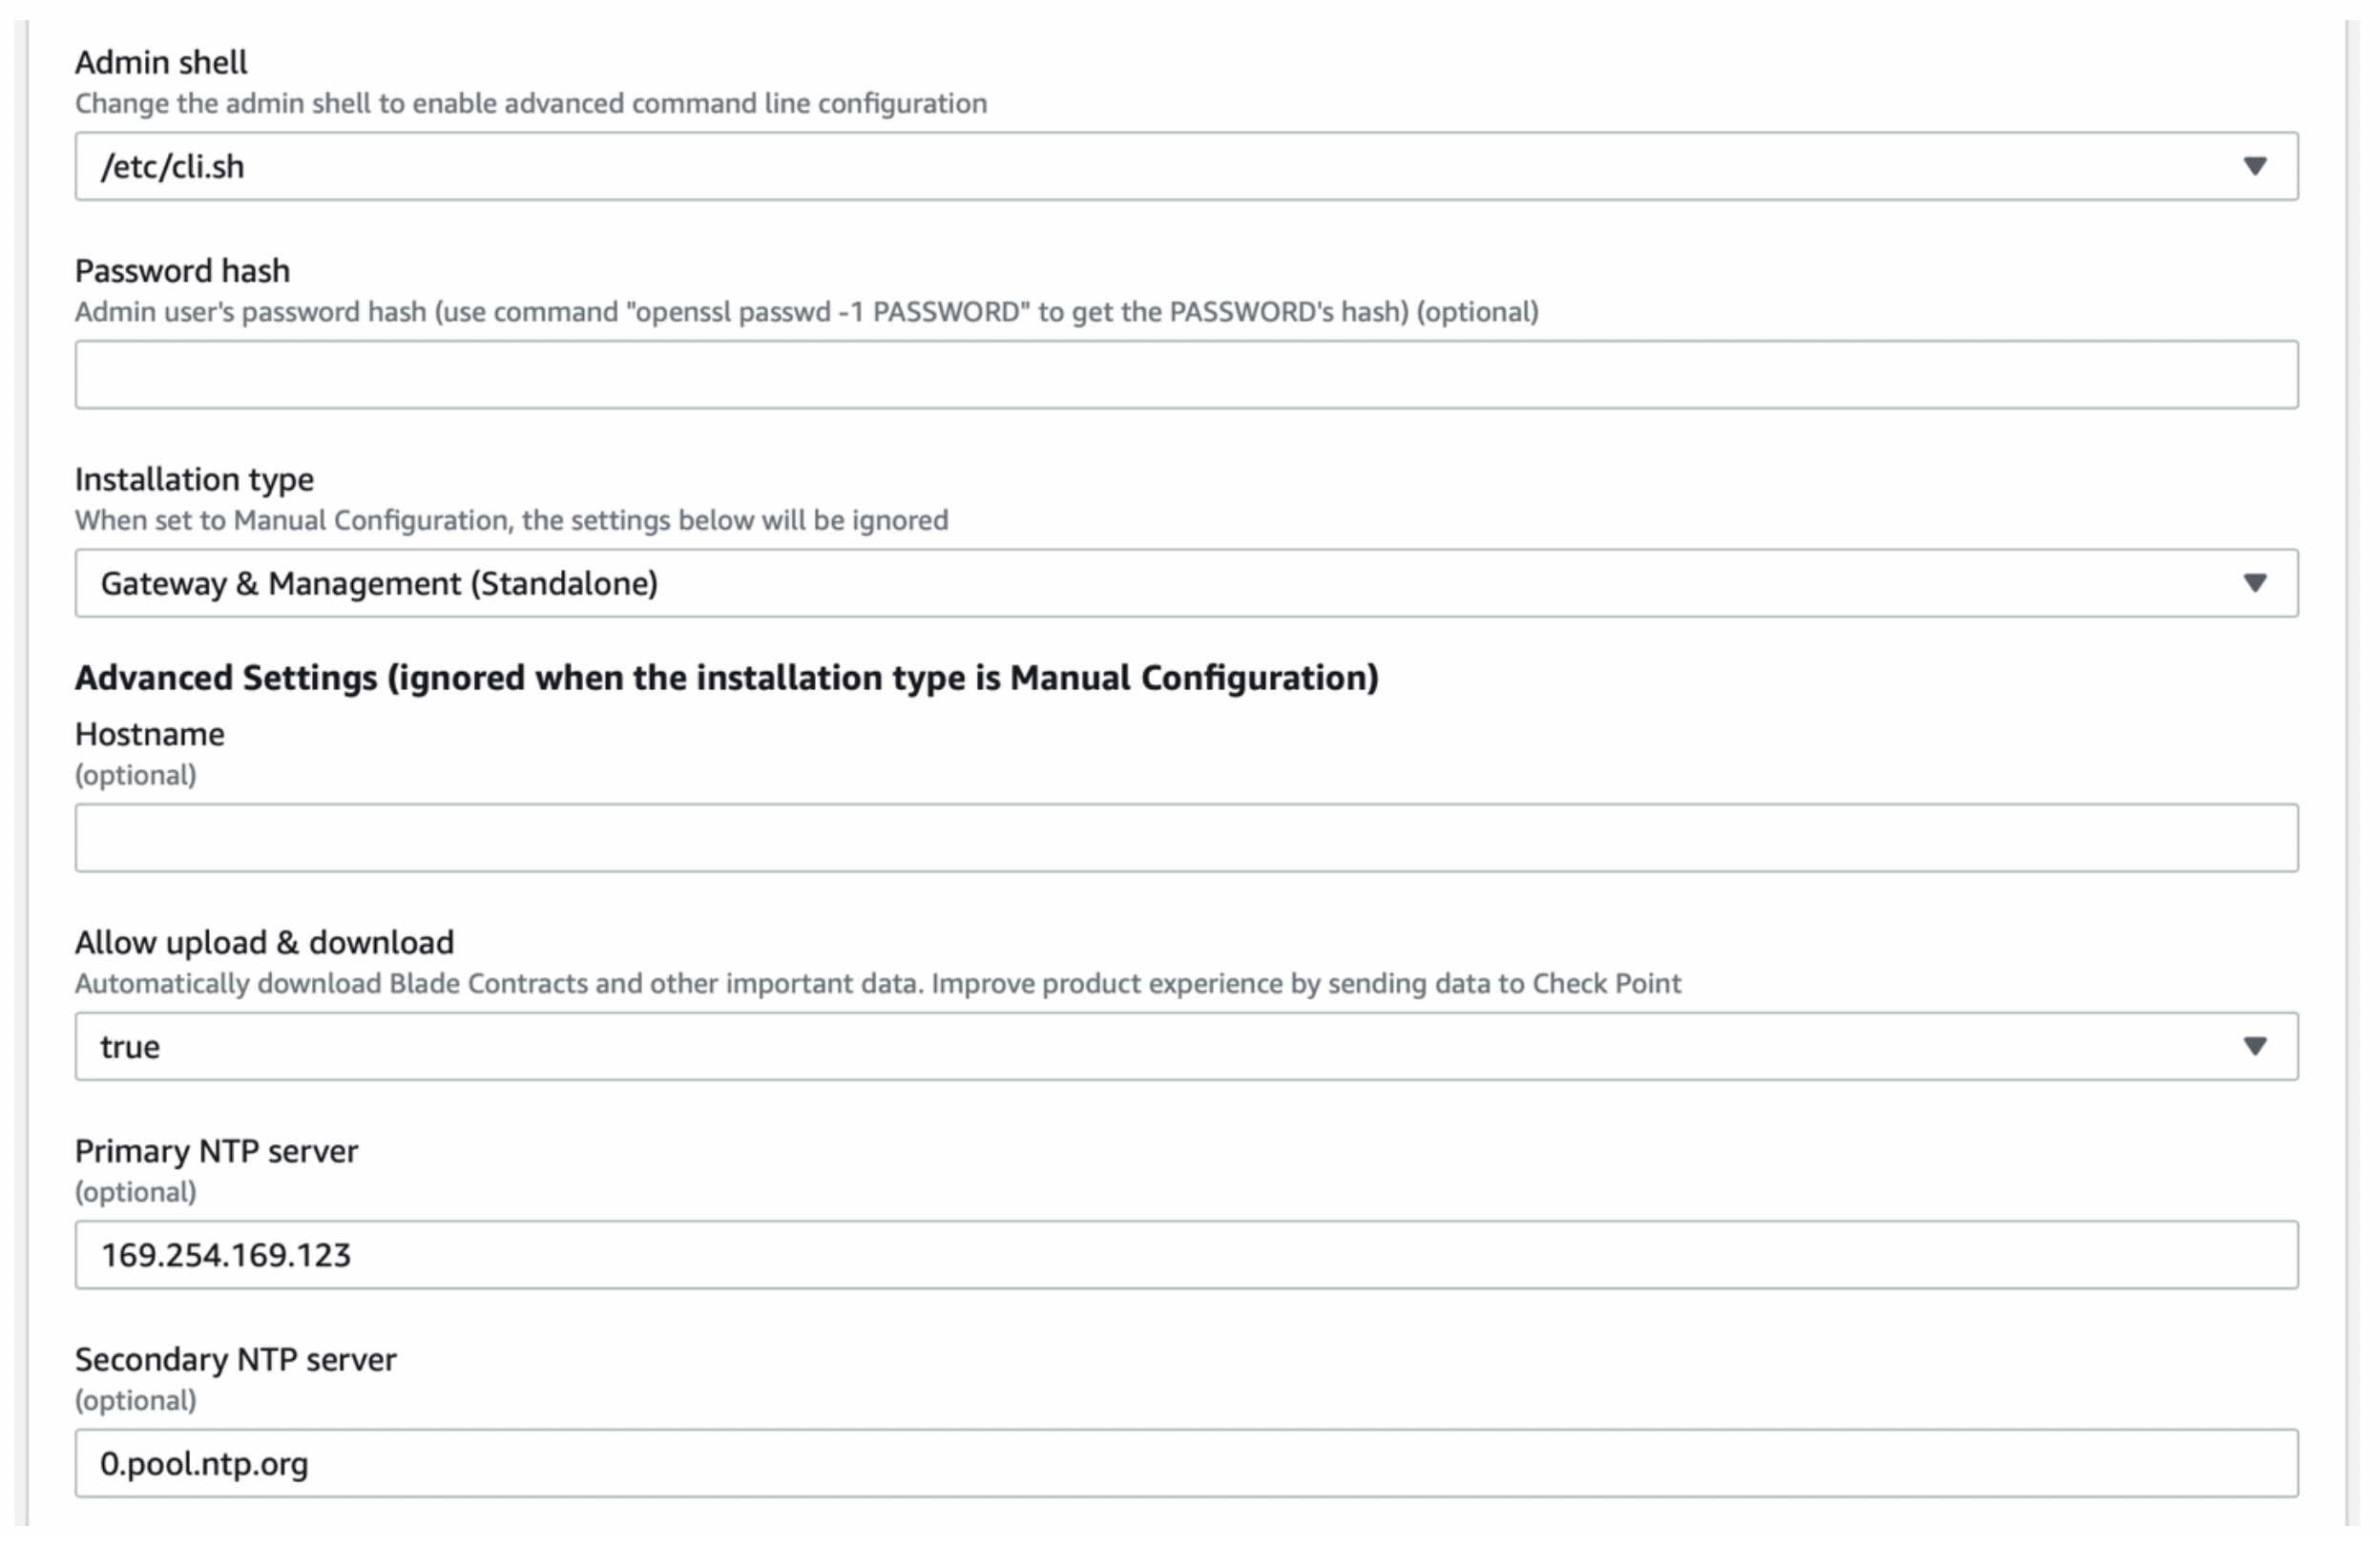 Admin shell
Change the admin shell to enable advanced command line configuration
/etc/cli.sh
Password hash
Admin user's password hash (use command "openssl passwd -1 PASSWORD" to get the PASSWORD's hash) (optional)
Installation type
When set to Manual Configuration, the settings below will be ignored
Gateway & Management (Standalone)
Advanced Settings (ignored when the installation type is Manual Configuration)
Hostname
(optional)
Allow upload & download
Automatically download Blade Contracts and other important data. Improve product experience by sending data to Check Point
true
Primary NTP server
(optional)
169.254.169.123
Secondary NTP server
(optional)
0.pool.ntp.org